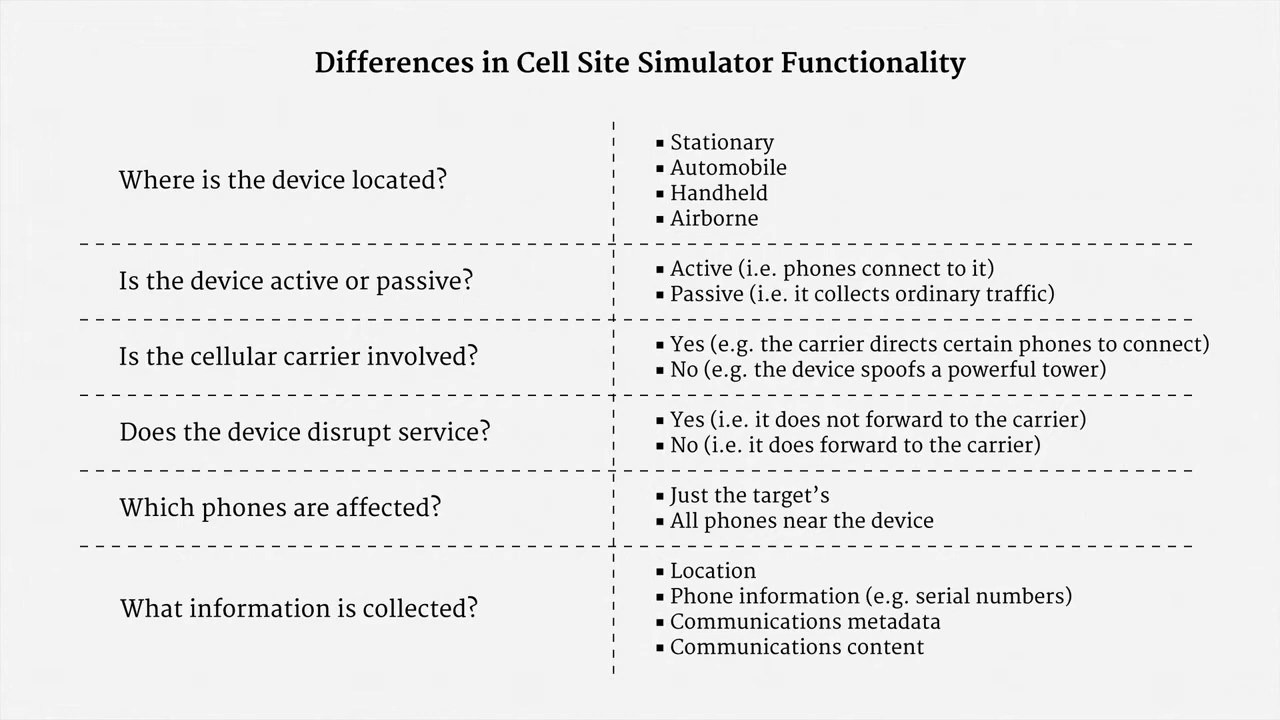 Differences in Cell Site Simulator Functionality
Where is the device located?
▪ Stationary
▪ Automobile
▪ Handheld
▪ Airborne
Is the device active or passive?
▪ Active (i.e. phones connect to it)
▪ Passive (i.e. it collects ordinary traffic)
Is the cellular carrier involved?
▪ Yes (e.g. the carrier directs certain phones to connect)
▪ No (e.g. the device spoofs a powerful tower)
Does the device disrupt service?
▪ Yes (i.e. it does not forward to the carrier)
▪ No (i.e. it does forward to the carrier)
Which phones are affected?
▪ Just the target’s
▪ All phones near the device
What information is collected?
▪ Location
▪ Phone information (e.g. serial numbers)
▪ Communications metadata
▪ Communications content